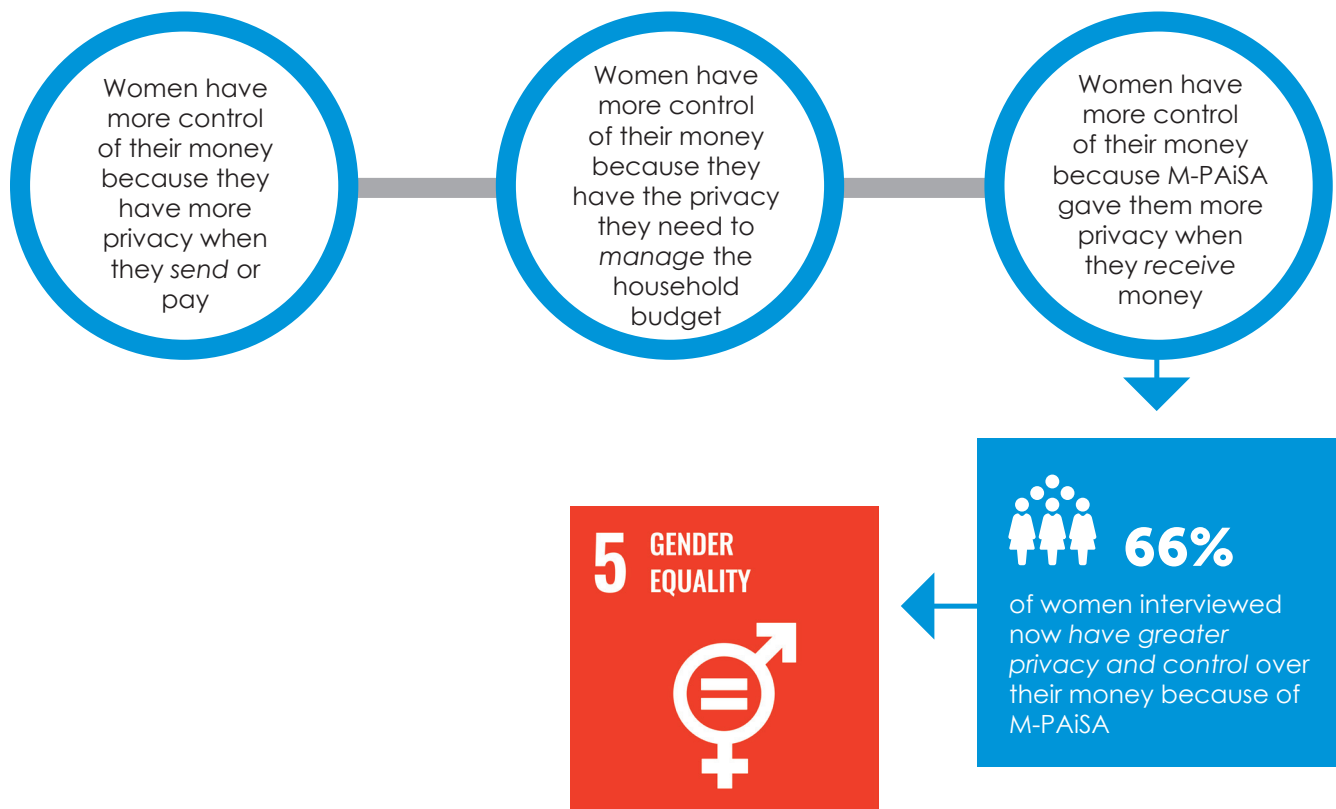 Women have
more control
of their money
because they
have more
privacy when
they send or
pay
Women have
more control
of their money
because they
have the privacy
they need to
manage the
household
budget
Women have
more control
of their money
because M-PAiSA
gave them more
privacy when
they receive
money
66%
of women interviewed
now have greater
privacy and control over
their money because of
M-PAiSA
5 GENDER
EQUALITY